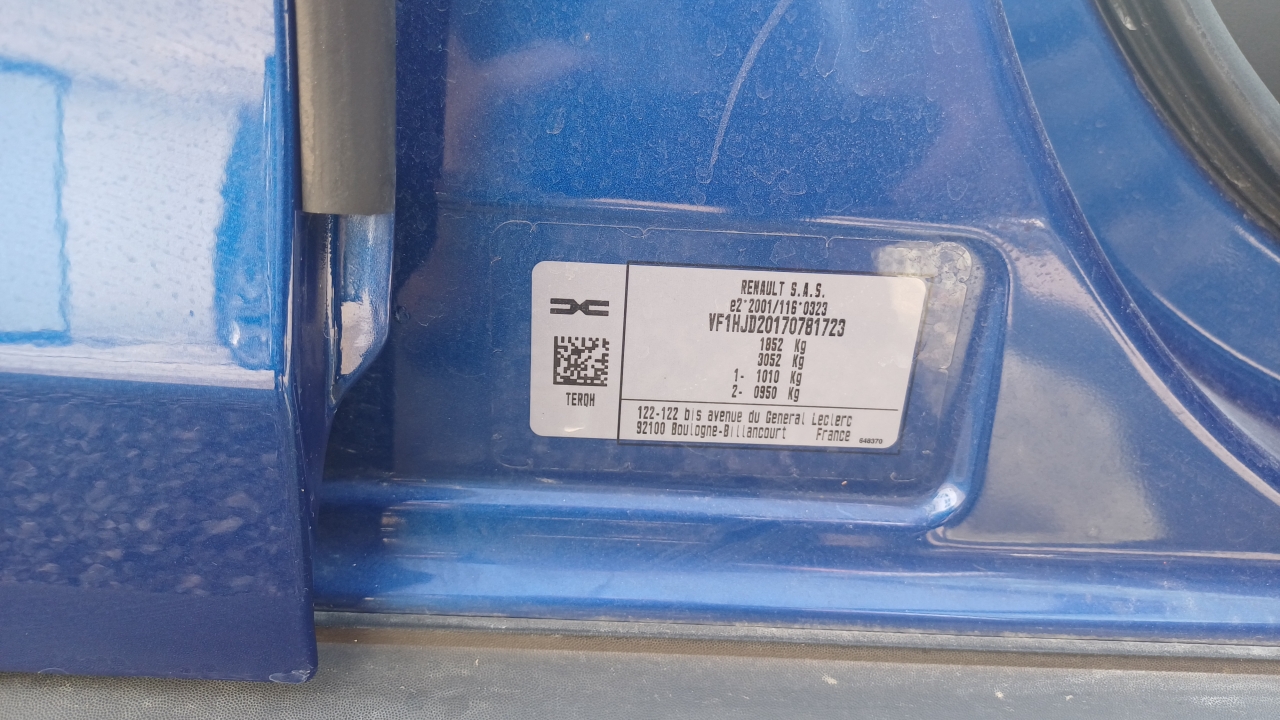 RENAULT S.A.S.
e2*2001/116*0323
VF1HJD20170781723
1852 Kg
3052 Kg
1- 1010 Kg
2- 0950 Kg
TERQH
122-122 bis avenue du General Leclerc
92100 Boulogne-Billancourt France
648370